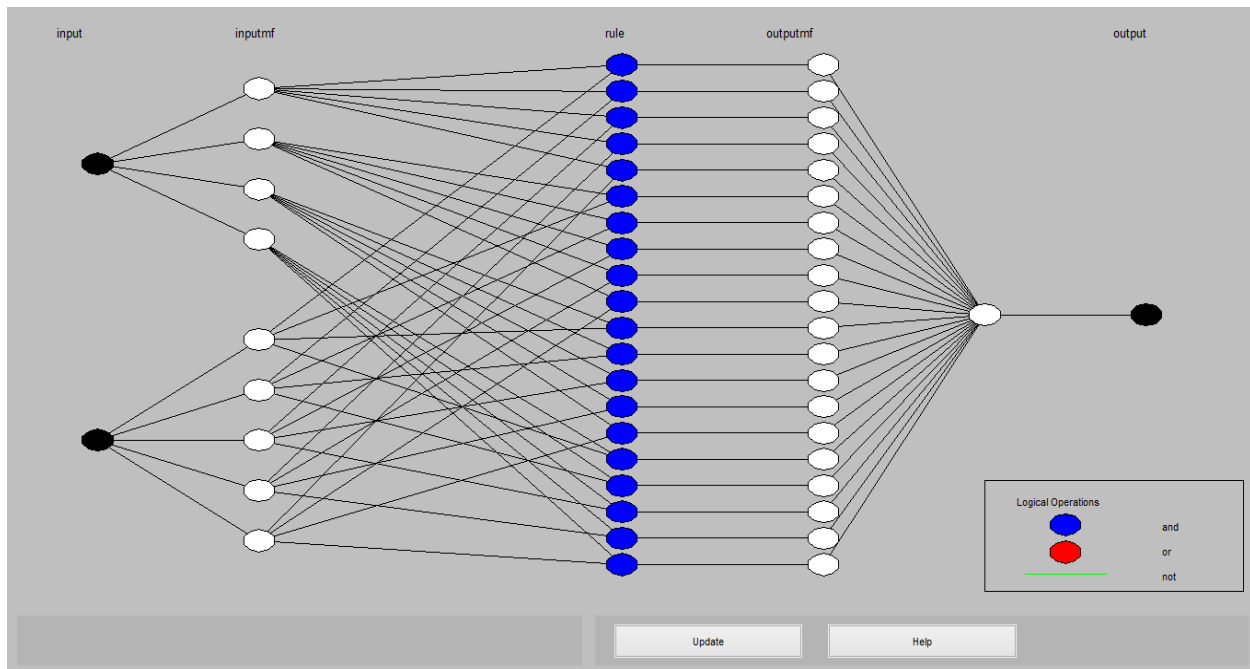 input inputmf rule outputmf output
Logical Operations
and
or
not
Update Help